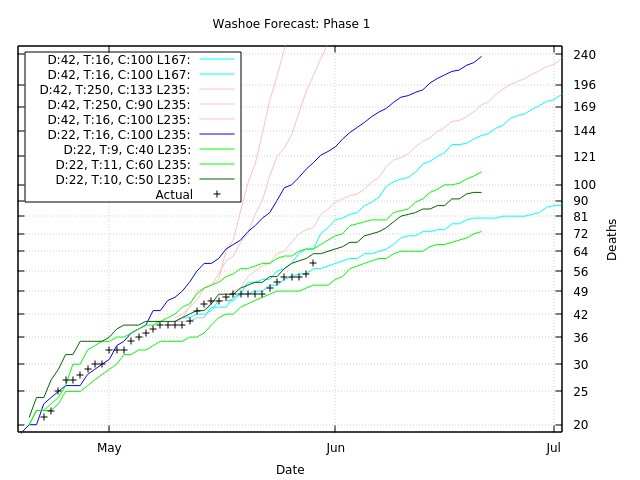 Washoe Forecast: Phase 1
D:42, T:16, C:100 L167:
D:42, T:16, C:100 L167:
D:42, T:250, C:133 L235:
D:42, T:250, C:90 L235:
D:42, T:16, C:100 L235:
D:22, T:16, C:100 L235:
D:22, T:9, C:40 L235:
D:22, T:11, C:60 L235:
D:22, T:10, C:50 L235:
Actual
240
196
169
144
121
100
90
81
72
64
56
49
42
36
30
25
20
Deaths
May
Jun
Jul
Date